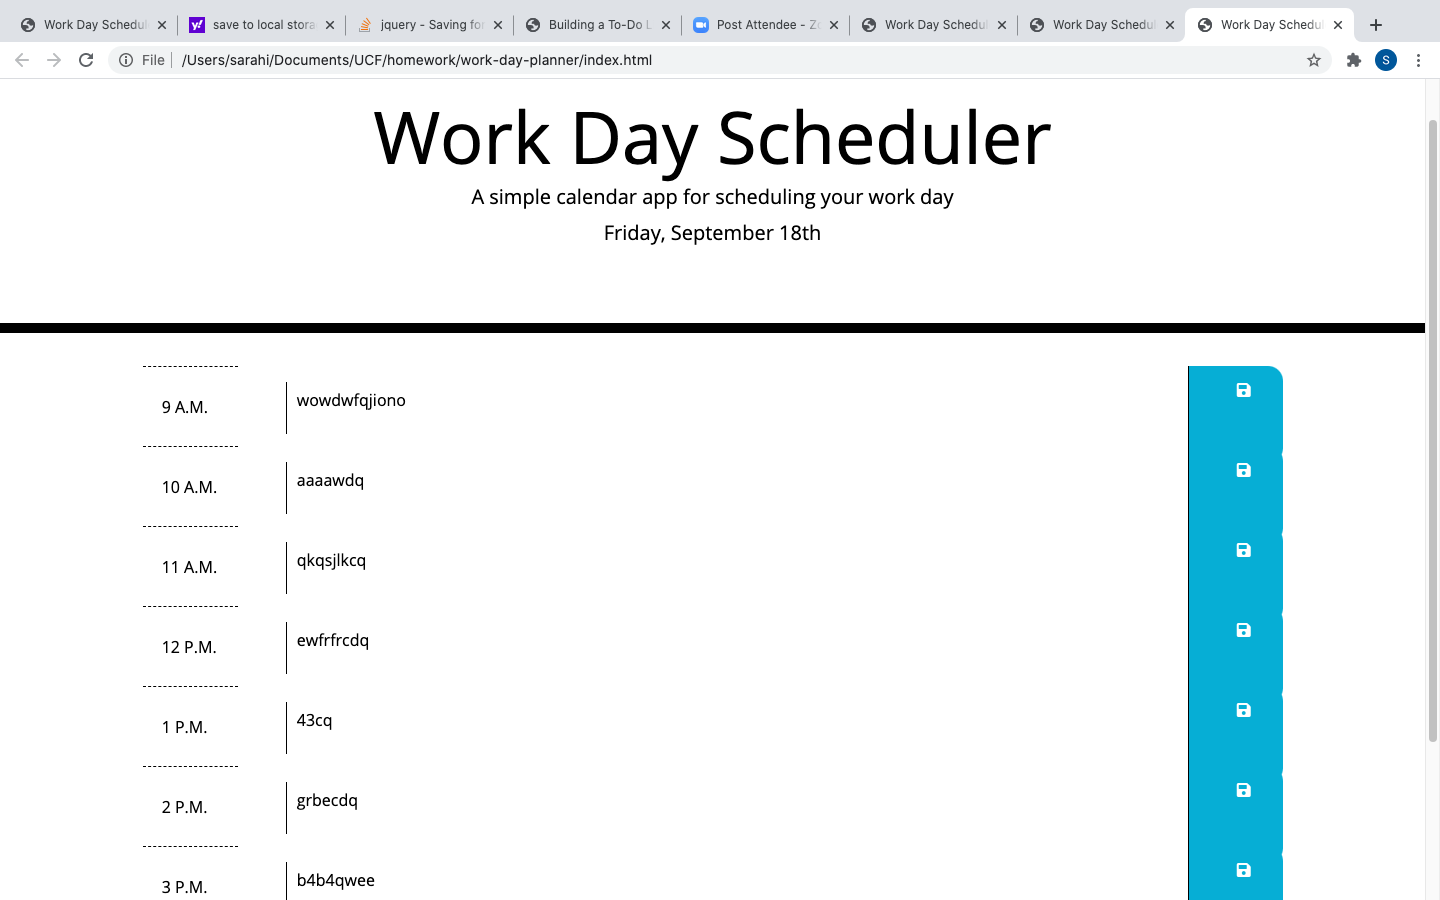 Work Day Schedul
save to local stora
jquery - Saving for
Building a To-Do L
Post Attendee - Zo
Work Day Schedul
Work Day Schedul
Work Day Schedul
File
/Users/sarahi/Documents/UCF/homework/work-day-planner/index.html
S
Work Day Scheduler
A simple calendar app for scheduling your work day
Friday, September 18th
9 A.M. wowdwfqjiono
10 A.M. aaaawdq
11 A.M. qkqsjlkcq
12 P.M. ewfrfrcdq
1 P.M. 43cq
2 P.M. grbecdq
3 P.M. b4b4qwee